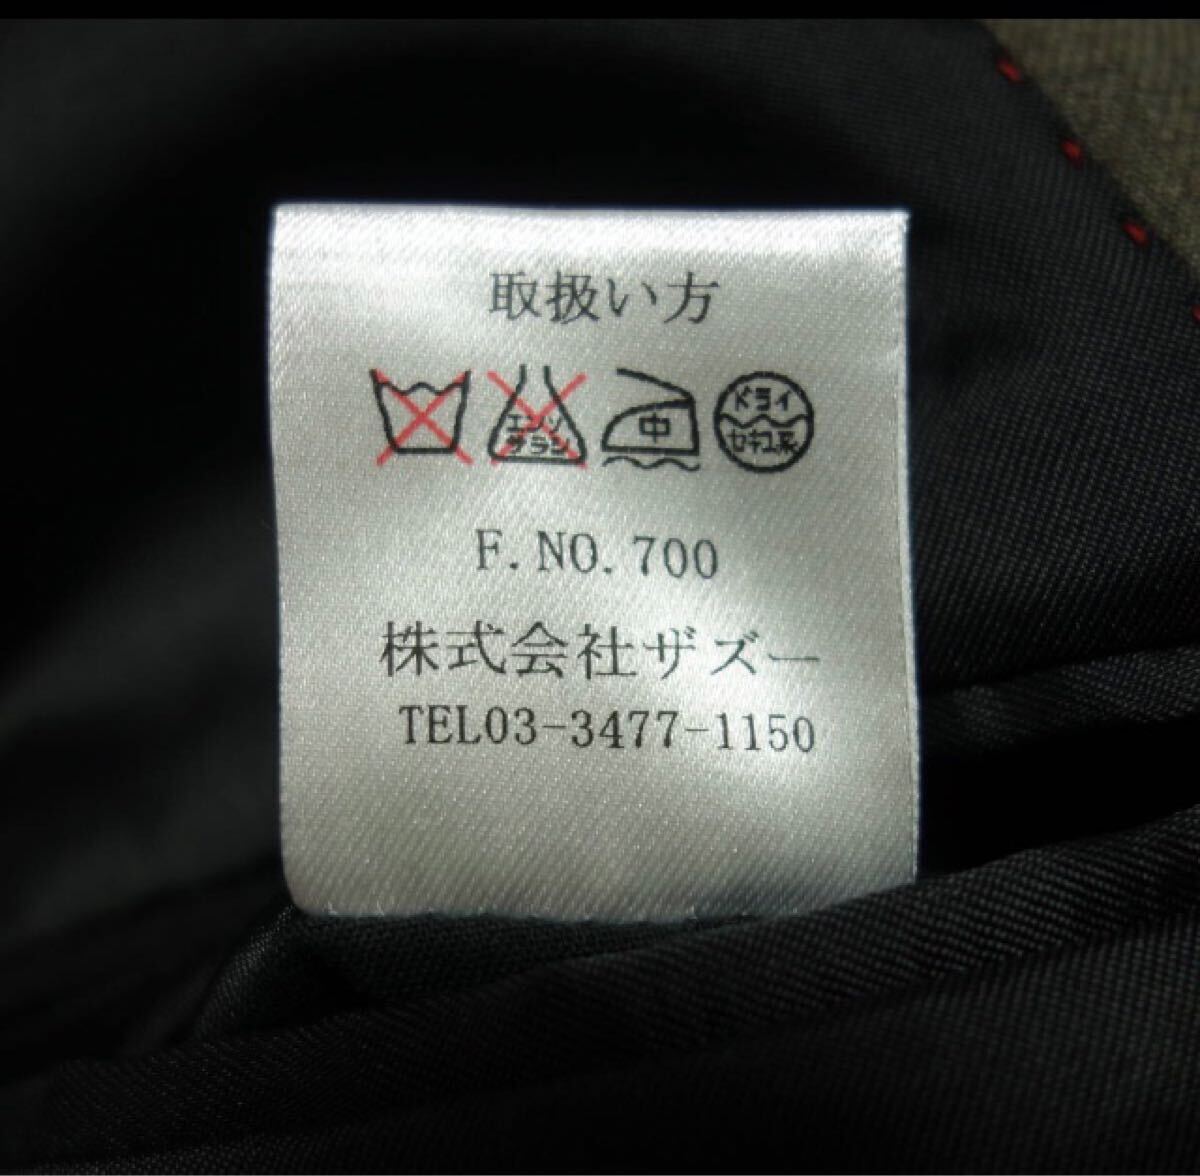 取扱い方
エンソ
サラシ
中
ドライ
セキユ系
F.NO.700
株式会社ザズー
TEL03-3477-1150